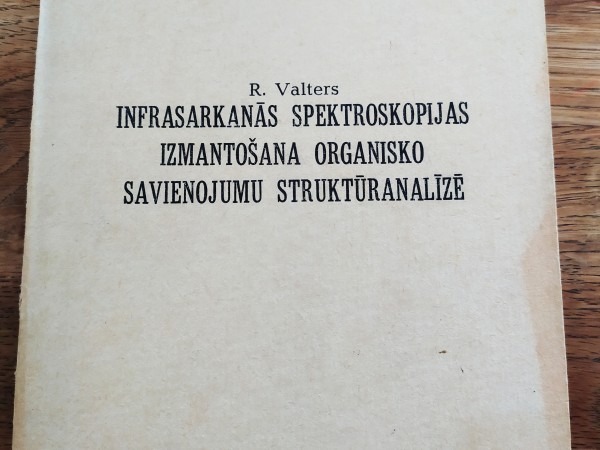 R. Valters
INFRASARKANĀS SPEKTROSKOPIJAS
IZMANTOŠANA ORGANISKO
SAVIENOJUMU STRUKTŪRANALĪZĒ